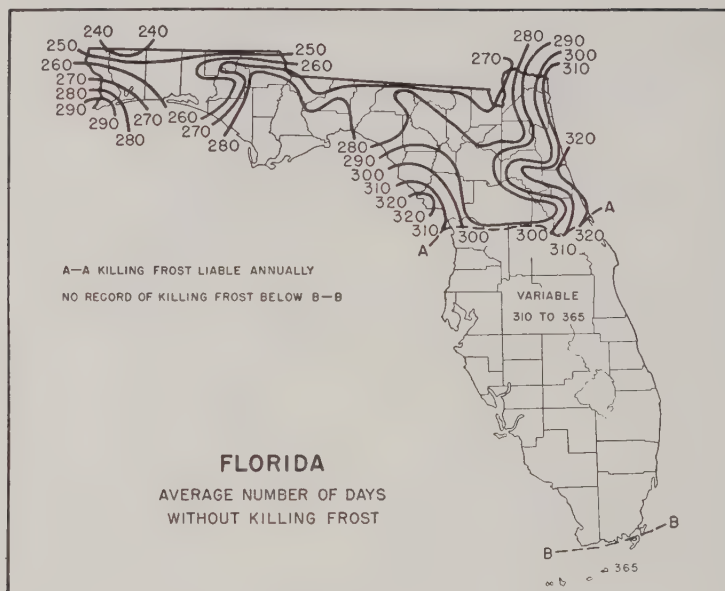 240 240
250 250
260 260
270
280
290
290
280
270
260
270
280
270
280
290
300
310
320
280
290
300
310
320
320
310
A
300
300
310
320
A
A—A KILLING FROST LIABLE ANNUALLY
NO RECORD OF KILLING FROST BELOW B—B
VARIABLE
310 TO 365
FLORIDA
AVERAGE NUMBER OF DAYS
WITHOUT KILLING FROST
B
B
365